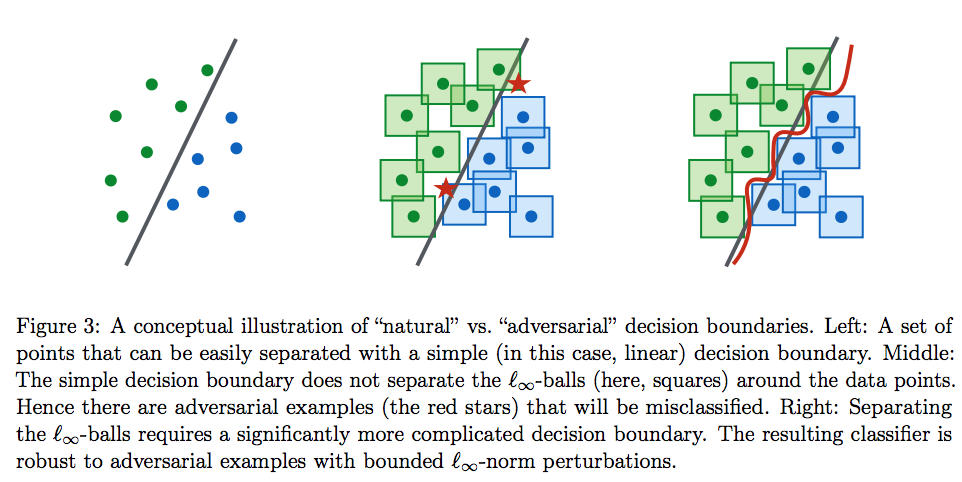 Figure 3: A conceptual illustration of “natural” vs. “adversarial” decision boundaries. Left: A set of
points that can be easily separated with a simple (in this case, linear) decision boundary. Middle:
The simple decision boundary does not separate the ℓ∞-balls (here, squares) around the data points.
Hence there are adversarial examples (the red stars) that will be misclassified. Right: Separating
the ℓ∞-balls requires a significantly more complicated decision boundary. The resulting classifier is
robust to adversarial examples with bounded ℓ∞-norm perturbations.